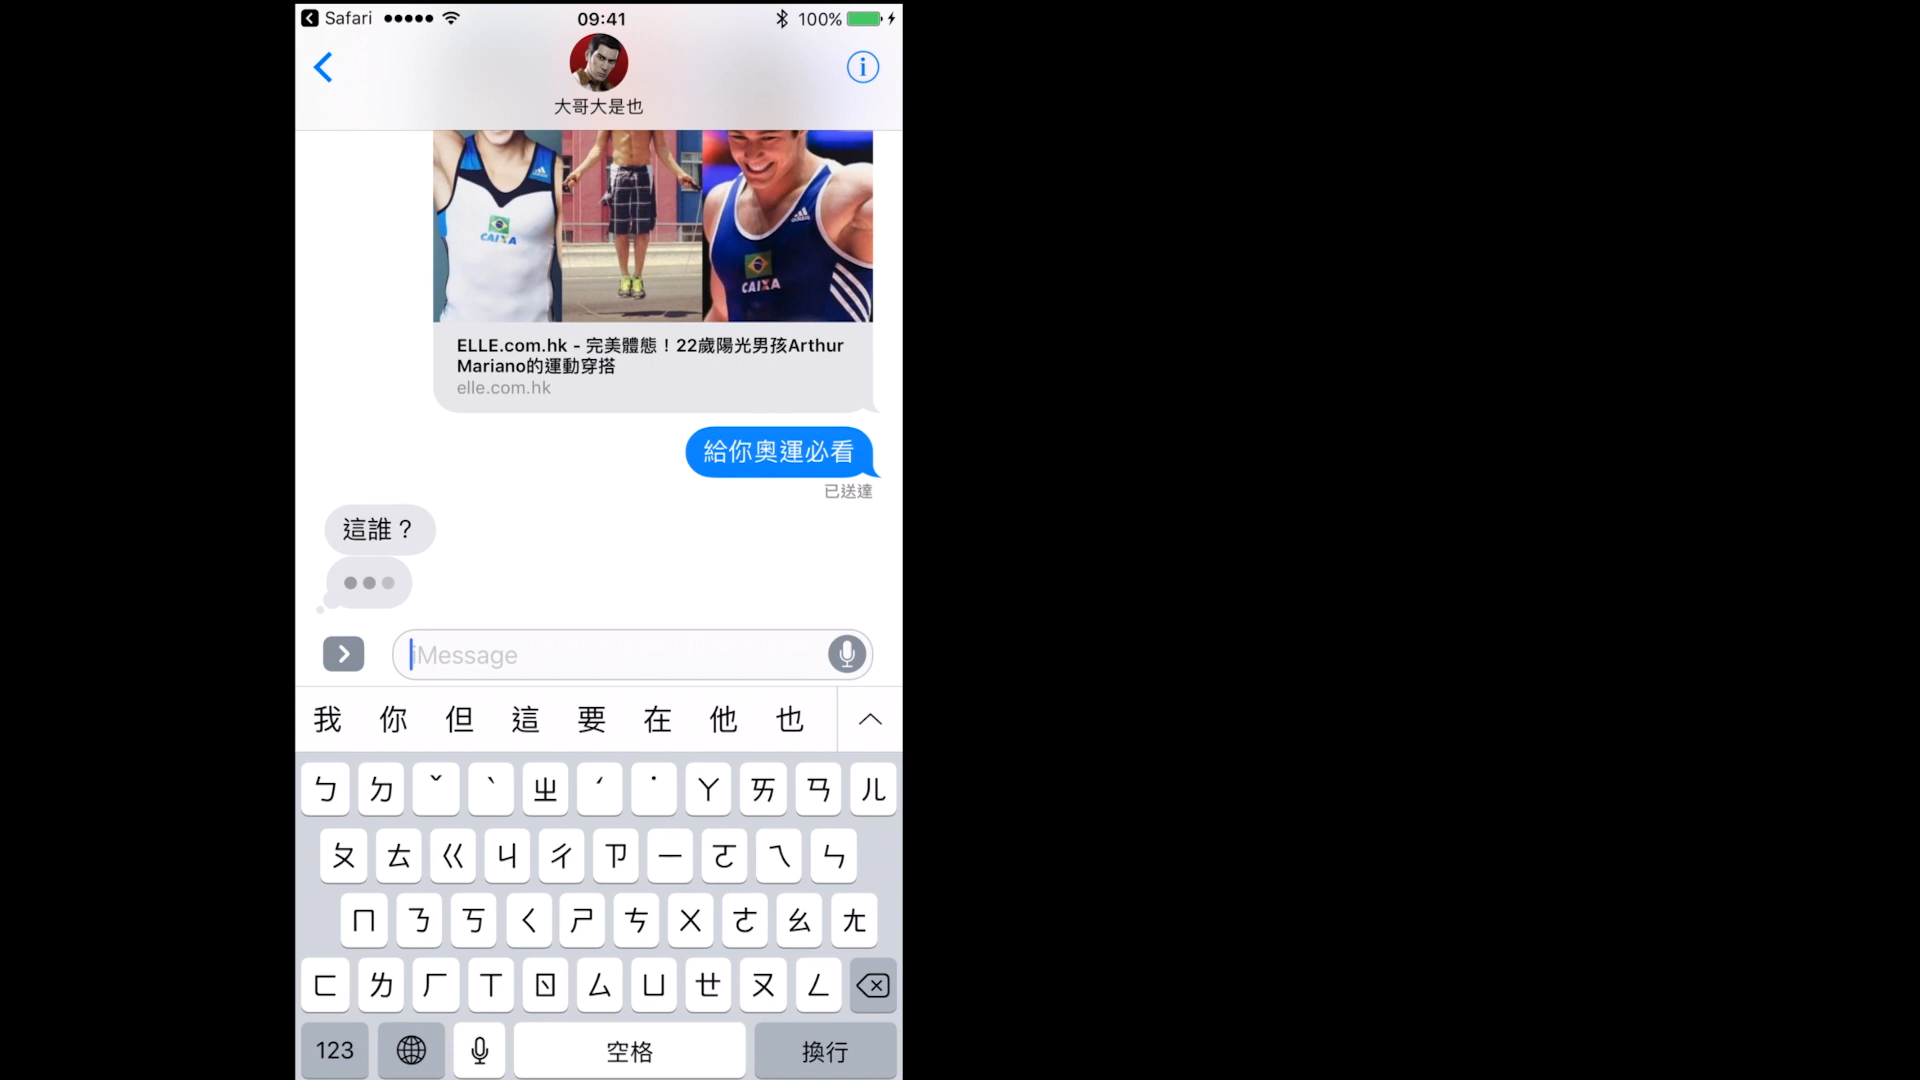 Safari 09:41 100%
大哥大是也
CAIXA
CAIXA
adidas
ELLE.com.hk - 完美體態！22歲陽光男孩Arthur
Mariano的運動穿搭
elle.com.hk
給你奧運必看
已送達
這誰？
iMessage
我 你 但 這 要 在 他 也
ㄅ ㄉ ˇ ˋ ㄓ ˊ ˙ ㄚ ㄞ ㄢ ㄦ
ㄆ ㄊ ㄍ ㄐ ㄔ ㄗ ㄧ ㄛ ㄟ ㄣ
ㄇ ㄋ ㄎ ㄑ ㄕ ㄘ ㄨ ㄜ ㄠ ㄤ
ㄈ ㄌ ㄏ ㄒ ㄖ ㄙ ㄩ ㄝ ㄡ ㄥ
123 空格 換行